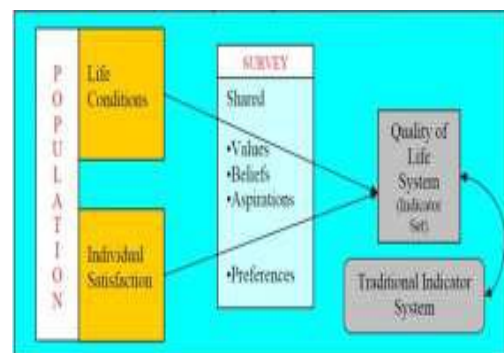 POPULATION
Life
Conditions
Individual
Satisfaction
SURVEY
Shared
•Values
•Beliefs
•Aspirations
•Preferences
Quality of
Life
System
(Indicator
Set)
Traditional Indicator
System